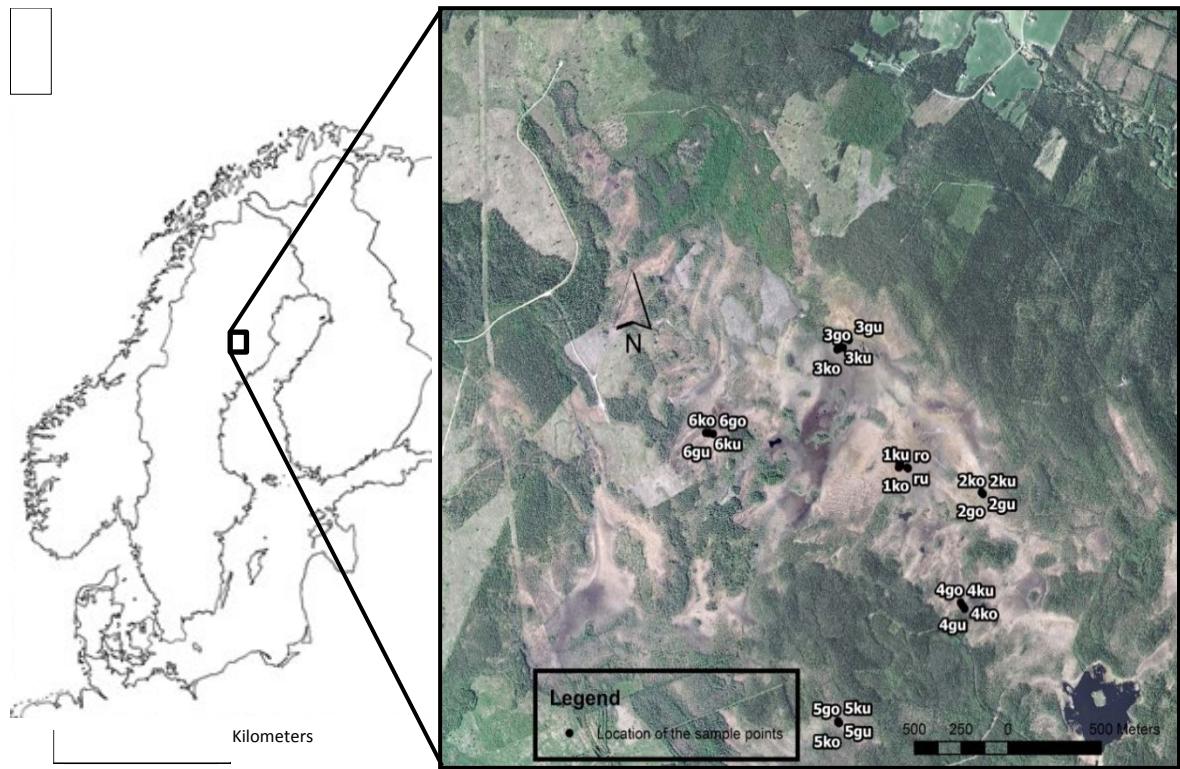 Kilometers
N
3go 3gu
3ko 3ku
6ko 6go
6gu 6ku
1ku ro
1ko ru
2ko 2ku
2go 2gu
4go 4ku
4gu 4ko
5go 5ku
5ko 5gu
Legend
Location of the sample points
500 250 0 500 Meters